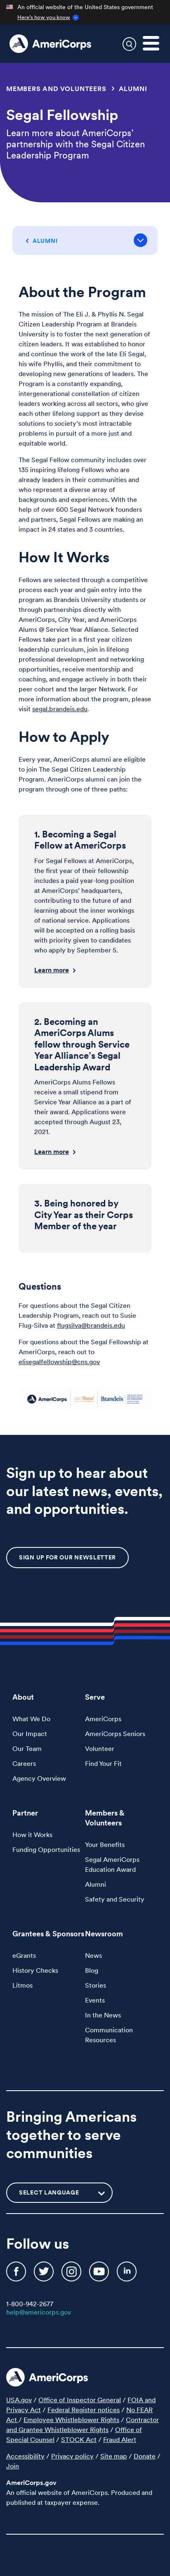 An official website of the United States government
Here's how you know
AmeriCorps
MEMBERS AND VOLUNTEERS > ALUMNI
Segal Fellowship
Learn more about AmeriCorps'
partnership with the Segal Citizen
Leadership Program
ALUMNI
About the Program
The mission of The Eli J. & Phyllis N. Segal
Citizen Leadership Program at Brandeis
University is to foster the next generation of
citizen leaders. It was established to honor
and continue the work of the late Eli Segal,
his wife Phyllis, and their commitment to
developing new generations of leaders. The
Program is a constantly expanding,
intergenerational constellation of citizen
leaders working across all sectors, who give
each other lifelong support as they develop
solutions to society's most intractable
problems in pursuit of a more just and
equitable world.
The Segal Fellow community includes over
135 inspiring lifelong Fellows who are
already leaders in their communities and
who represent a diverse array of
backgrounds and experiences. With the
help of over 600 Segal Network founders
and partners, Segal Fellows are making an
impact in 24 states and 3 countries.
How It Works
Fellows are selected through a competitive
process each year and gain entry into the
program as Brandeis University students or
through partnerships directly with
AmeriCorps, City Year, and AmeriCorps
Alums @ Service Year Alliance. Selected
Fellows take part in a first year citizen
leadership curriculum, join in lifelong
professional development and networking
opportunities, receive mentorship and
coaching, and engage actively in with their
peer cohort and the larger Network. For
more information about the program, please
visit segal.brandeis.edu.
How to Apply
Every year, AmeriCorps alumni are eligible
to join The Segal Citizen Leadership
Program. AmeriCorps alumni can join the
program through one of three paths:
1. Becoming a Segal
Fellow at AmeriCorps
For Segal Fellows at AmeriCorps,
the first year of their fellowship
includes a paid year-long position
at AmeriCorps' headquarters,
contributing to the future of and
learning about the inner workings
of the national service agency.
Applications will be
accepted on a rolling basis
with priority given to candidates
who apply by September 5.
Learn more
2. Becoming an
AmeriCorps Alums
fellow through Service
Year Alliance's Segal
Leadership Award
AmeriCorps Alums Fellows
receive a small stipend from
Service Year Alliance as a part of
their award. Applications were
accepted through August 23,
2021.
Learn more
3. Being honored by
City Year as their Corps
Member of the year
Questions
For questions about the Segal Citizen
Leadership Program, reach out to Susie
Flug-Silva at flugsilva@brandeis.edu
For questions about the Segal Fellowship at
AmeriCorps, reach out to
elisegalfellowship@cns.gov
AmeriCorps
Brandeis
Sign up to hear about
our latest news, events,
and opportunities.
SIGN UP FOR OUR NEWSLETTER
About
What We Do
Our Impact
Our Team
Careers
Agency Overview
Serve
AmeriCorps
AmeriCorps Seniors
Volunteer
Find Your Fit
Partner
How it Works
Funding Opportunities
Members &
Volunteers
Your Benefits
Segal AmeriCorps
Education Award
Alumni
Safety and Security
Grantees & Sponsors
eGrants
History Checks
Litmos
Newsroom
News
Blog
Stories
Events
In the News
Communication
Resources
Bringing Americans
together to serve
communities
SELECT LANGUAGE
Follow us
1-800-942-2677
help@americorps.gov
AmeriCorps
USA.gov / Office of Inspector General / FOIA and
Privacy Act / Federal Register notices / No FEAR
Act / Employee Whistleblower Rights / Contractor
and Grantee Whistleblower Rights / Office of
Special Counsel / STOCK Act / Fraud Alert
Accessibility / Privacy policy / Site map / Donate /
Join
AmeriCorps.gov
An official website of AmeriCorps. Produced and
published at taxpayer expense.